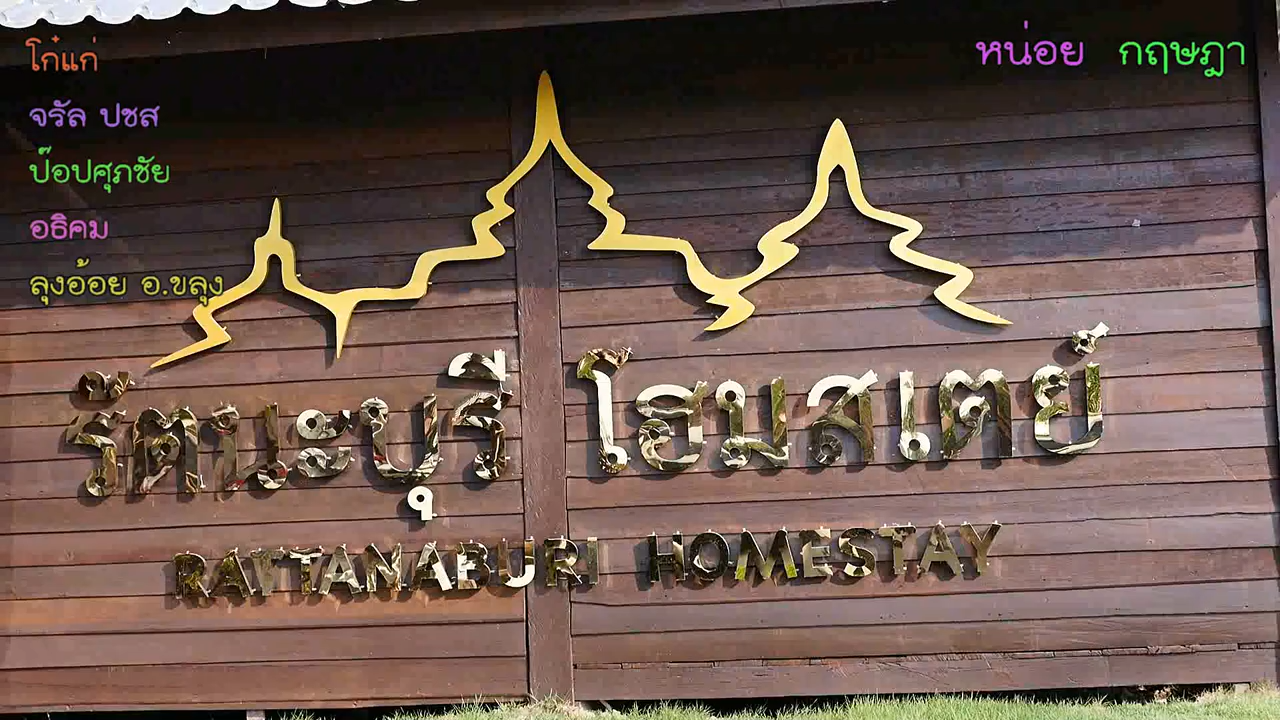 โก๋แก่
จรัล ปชส
ป๊อปศุภชัย
อธิคม
ลุงอ้อย อ.ขลุง
หน่อย กฤษฎา
รัตนะบุรี โฮมสเตย์
RATTANABURI HOMESTAY